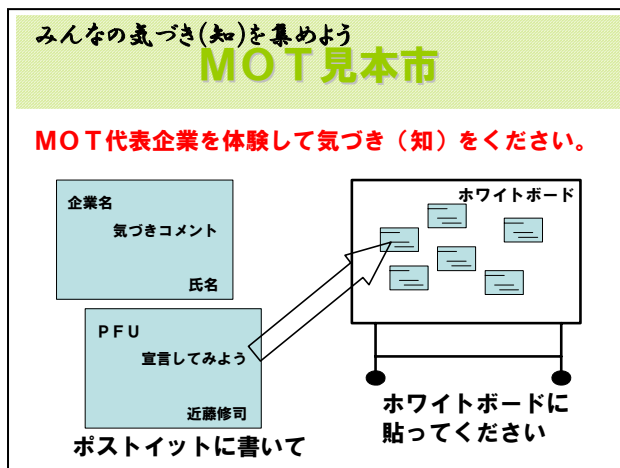 みんなの気づき(知)を集めよう
ＭＯＴ見本市
ＭＯＴ代表企業を体験して気づき（知）をください。
企業名
気づきコメント
氏名
ＰＦＵ
宣言してみよう
近藤修司
ポストイットに書いて
ホワイトボード
ホワイトボードに
貼ってください